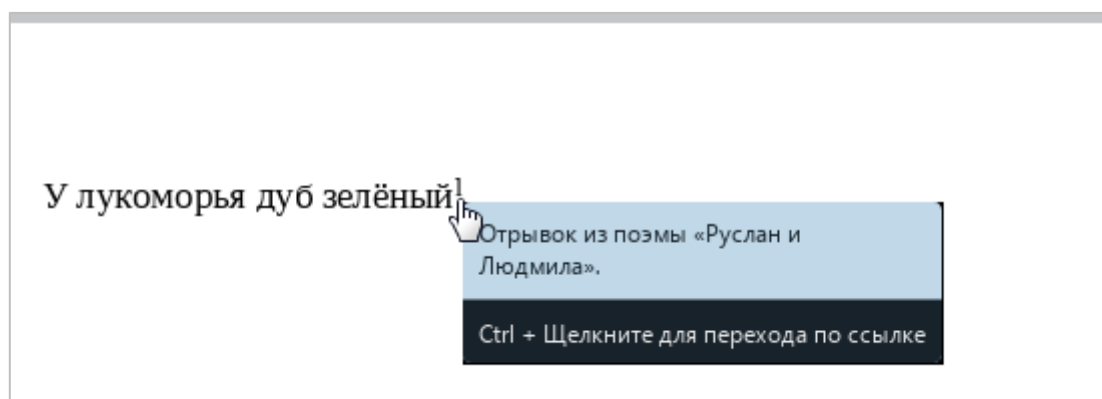 У лукоморья дуб зелёный1
Отрывок из поэмы «Руслан и
Людмила».
Ctrl + Щелкните для перехода по ссылке